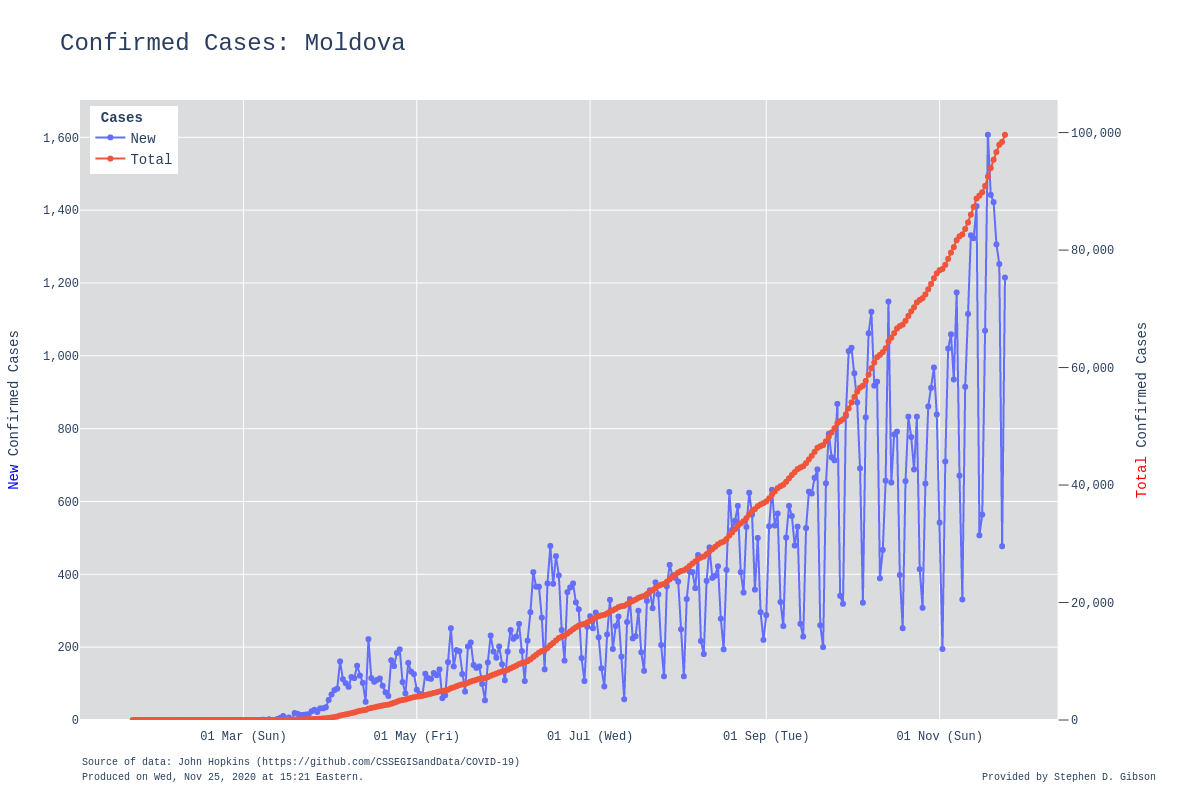 Confirmed Cases: Moldova
Cases
New
Total
1,600
1,400
1,200
1,000
800
600
400
200
0
100,000
80,000
60,000
40,000
20,000
0
New Confirmed Cases
Total Confirmed Cases
01 Mar (Sun)
01 May (Fri)
01 Jul (Wed)
01 Sep (Tue)
01 Nov (Sun)
Source of data: John Hopkins (https://github.com/CSSEGISandData/COVID-19)
Produced on Wed, Nov 25, 2020 at 15:21 Eastern.
Provided by Stephen D. Gibson